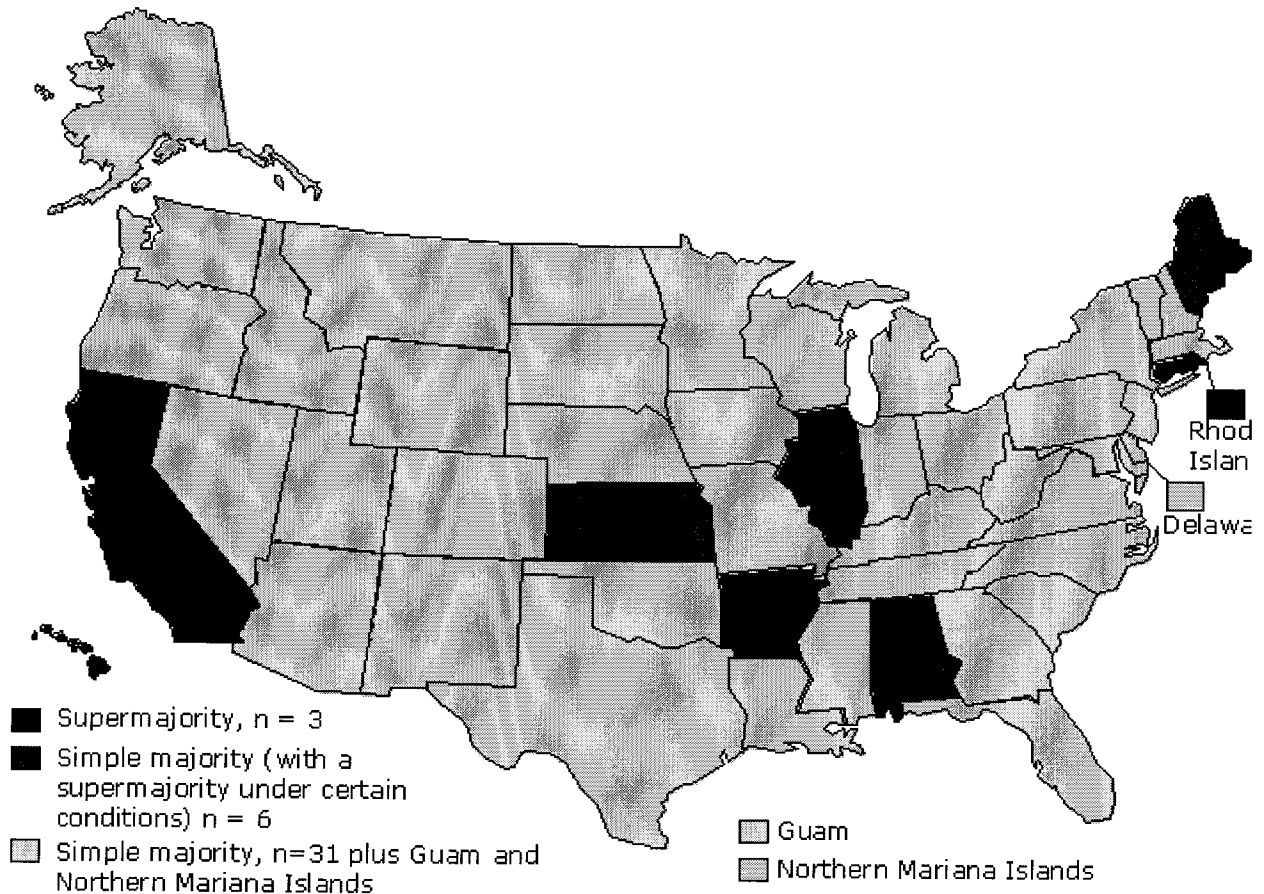 Rhod
Islan
Delawa
Supermajority, n = 3
Simple majority (with a
supermajority under certain
conditions) n = 6
Simple majority, n=31 plus Guam and
Northern Mariana Islands
Guam
Northern Mariana Islands